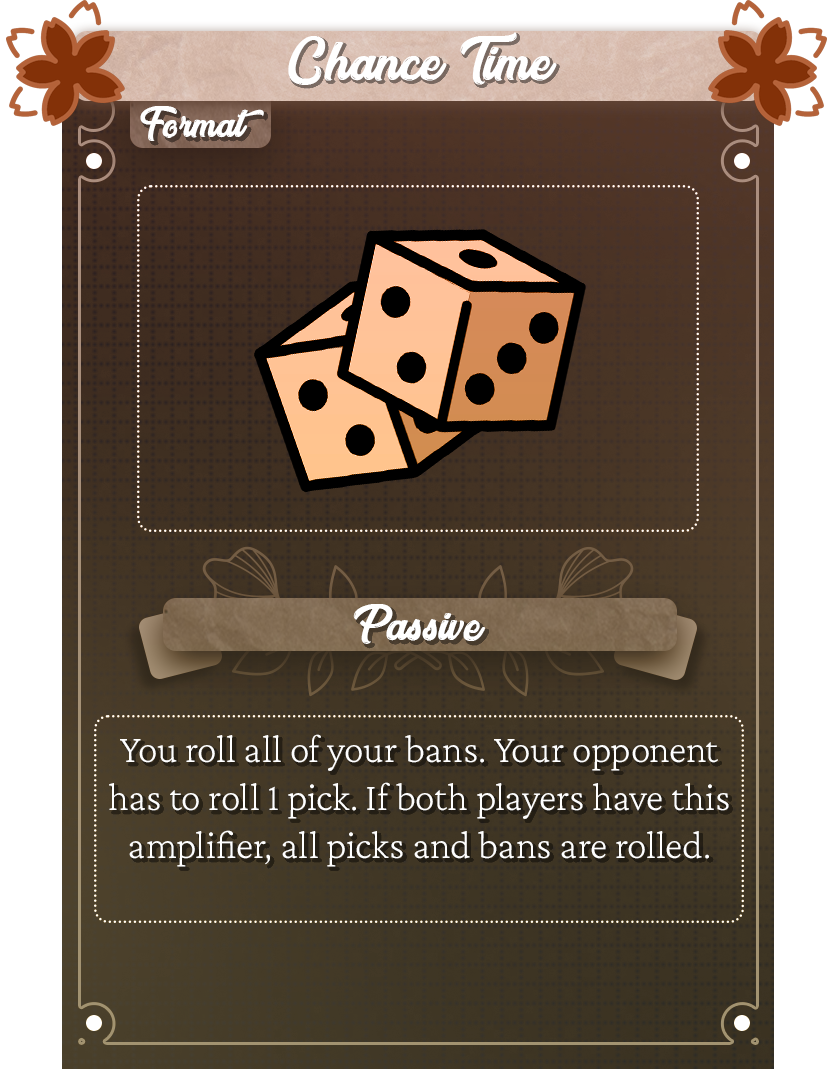 Chance Time
Format
Passive
You roll all of your bans. Your opponent
has to roll 1 pick. If both players have this
amplifier, all picks and bans are rolled.